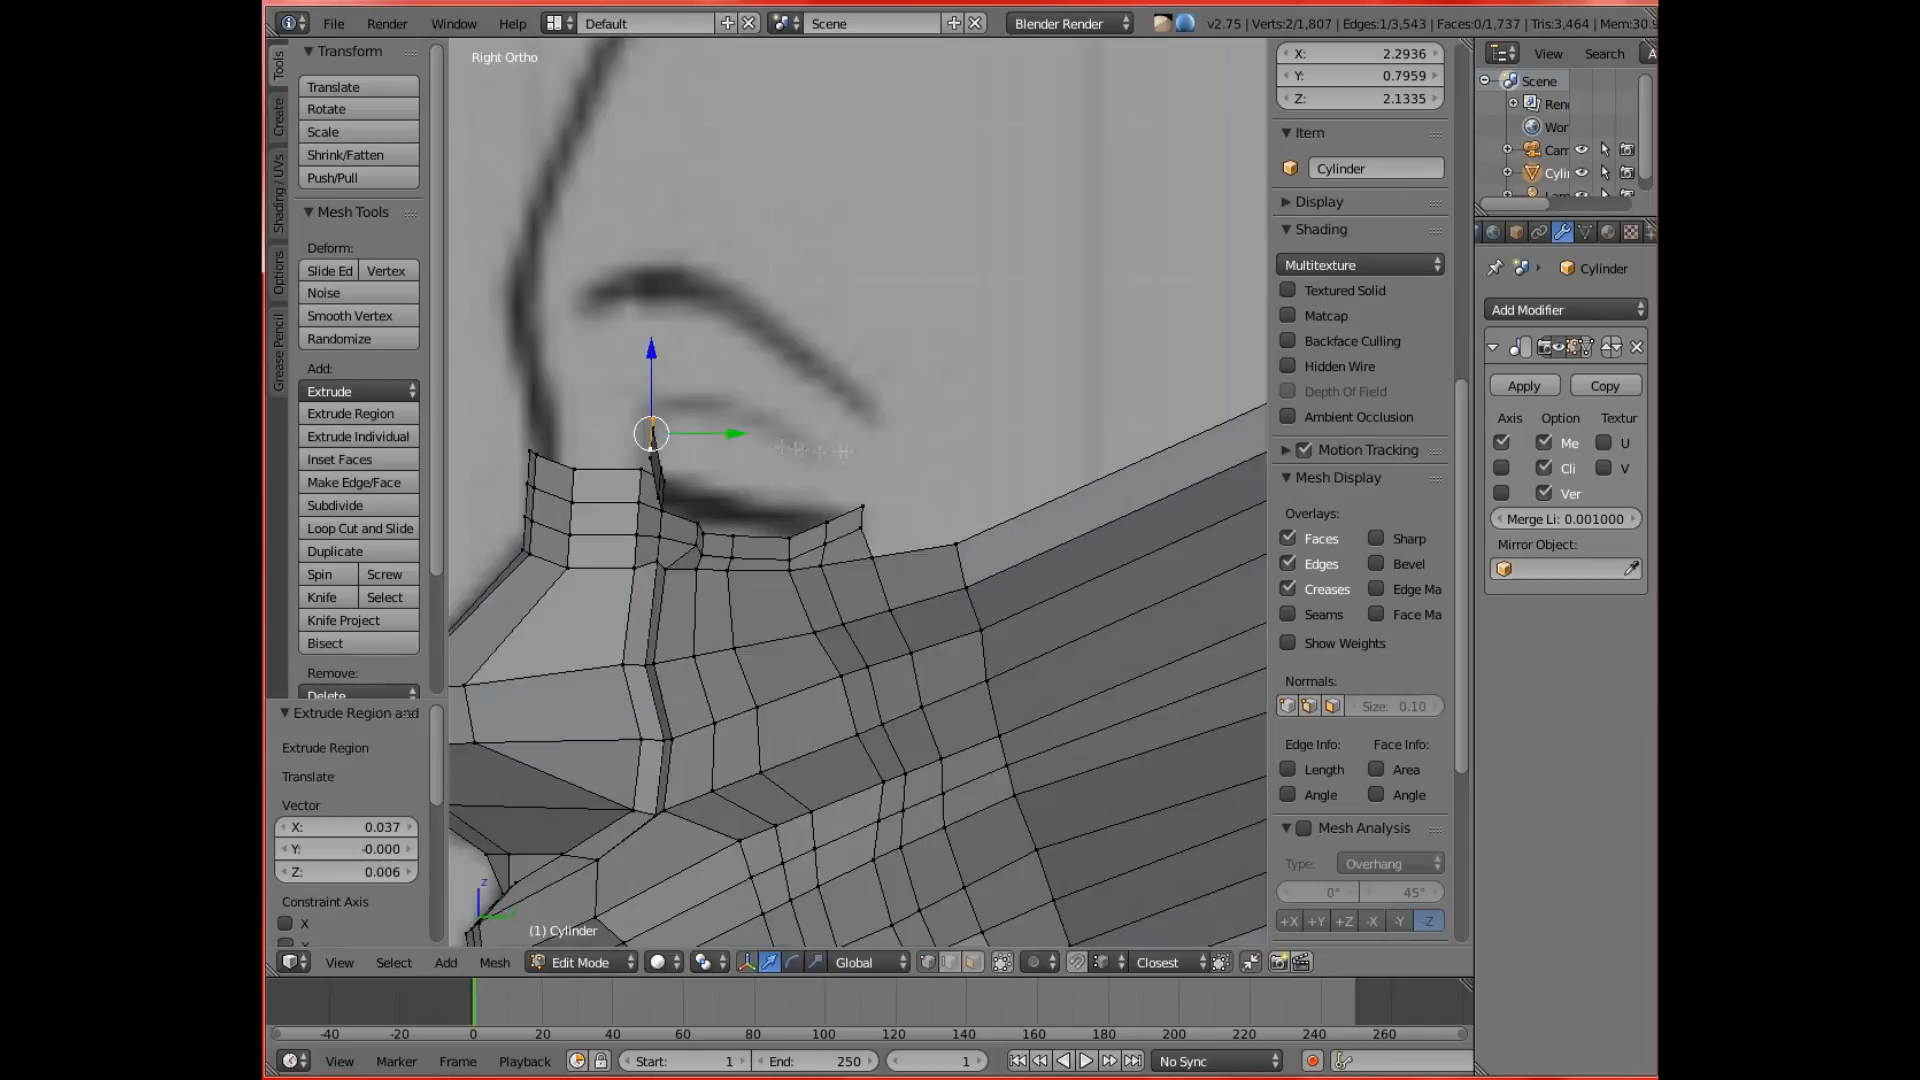 File Render Window Help Default Scene Blender Render v2.75 | Verts:2/1,807 | Edges:1/3,543 | Faces:0/1,737 | Tris:3,464 | Mem:30.9
Tools
Create
Shading / UVs
Options
Grease Pencil
Transform
Translate
Rotate
Scale
Shrink/Fatten
Push/Pull
Mesh Tools
Deform:
Slide Ed Vertex
Noise
Smooth Vertex
Randomize
Add:
Extrude
Extrude Region
Extrude Individual
Inset Faces
Make Edge/Face
Subdivide
Loop Cut and Slide
Duplicate
Spin Screw
Knife Select
Knife Project
Bisect
Remove:
Delete
Extrude Region and
Extrude Region
Translate
Vector
X: 0.037
Y: -0.000
Z: 0.006
Constraint Axis
X
Right Ortho
z
(1) Cylinder
X: 2.2936
Y: 0.7959
Z: 2.1335
Item
Cylinder
Display
Shading
Multitexture
Textured Solid
Matcap
Backface Culling
Hidden Wire
Depth Of Field
Ambient Occlusion
Motion Tracking
Mesh Display
Overlays:
Faces Sharp
Edges Bevel
Creases Edge Ma
Seams Face Ma
Show Weights
Normals:
Size: 0.10
Edge Info: Face Info:
Length Area
Angle Angle
Mesh Analysis
Type: Overhang
0° 45°
+X +Y +Z -X -Y -Z
View Search A
Scene
Ren
Wor
Cam
Cyli
Cylinder
Add Modifier
Apply Copy
Axis Option Textur
Me U
Cli V
Ver
Merge Li: 0.001000
Mirror Object:
View Select Add Mesh Edit Mode Global Closest
-40 -20 0 20 40 60 80 100 120 140 160 180 200 220 240 260
View Marker Frame Playback Start: 1 End: 250 1 No Sync